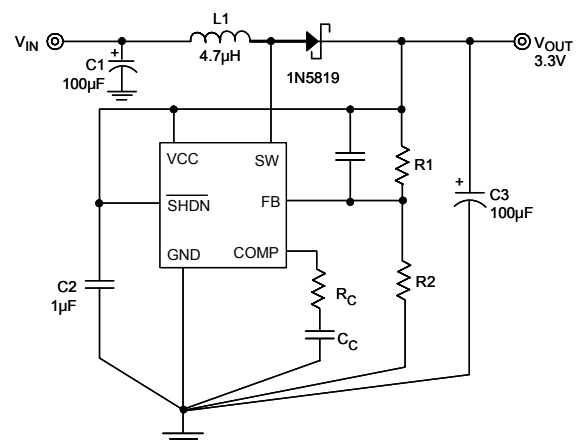 L1
VIN
4.7µH
C1
+
100µF
1N5819
VOUT
3.3V
VCC
SW
R1
SHDN
FB
+
C3
100µF
GND
COMP
C2
1µF
RC
R2
CC